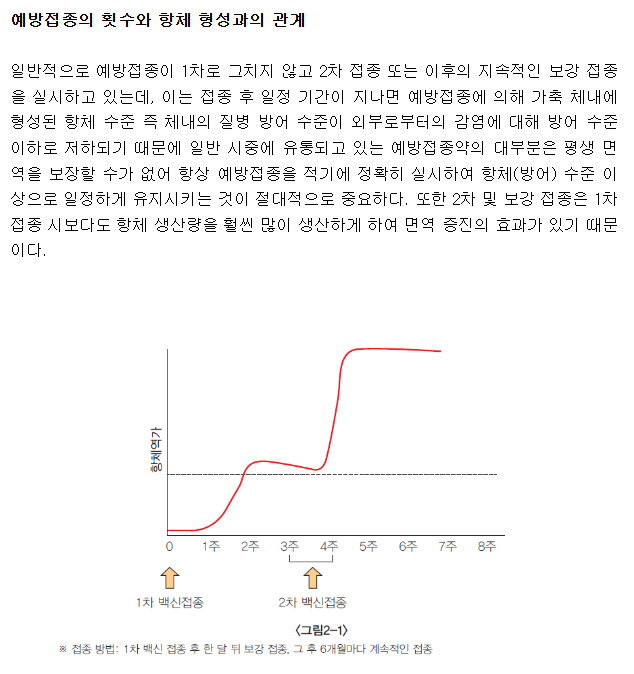 예방접종의 횟수와 항체 형성과의 관계
일반적으로 예방접종이 1차로 그치지 않고 2차 접종 또는 이후의 지속적인 보강 접종
을 실시하고 있는데, 이는 접종 후 일정 기간이 지나면 예방접종에 의해 가축 체내에
형성된 항체 수준 즉 체내의 질병 방어 수준이 외부로부터의 감염에 대해 방어 수준
이하로 저하되기 때문에 일반 시중에 유통되고 있는 예방접종약의 대부분은 평생 면
역을 보장할 수가 없어 항상 예방접종을 적기에 정확히 실시하여 항체(방어) 수준 이
상으로 일정하게 유지시키는 것이 절대적으로 중요하다. 또한 2차 및 보강 접종은 1차
접종 시보다도 항체 생산량을 훨씬 많이 생산하게 하여 면역 증진의 효과가 있기 때문
이다.
항체역가
0 1주 2주 3주 4주 5주 6주 7주 8주
1차 백신접종 2차 백신접종
〈그림2-1〉
※ 접종 방법: 1차 백신 접종 후 한 달 뒤 보강 접종, 그 후 6개월마다 계속적인 접종